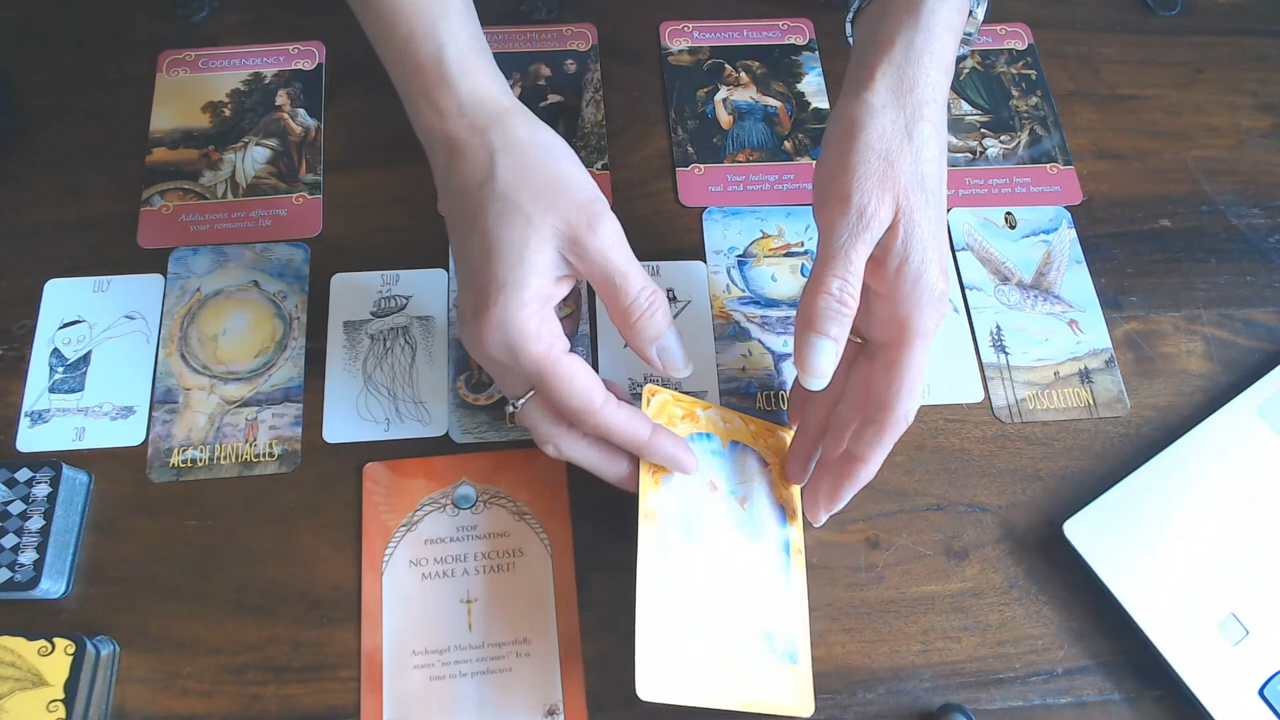 CODEPENDENCY
Addictions are affecting
your romantic life
HEART-TO-HEART
CONVERSATIONS
ROMANTIC FEELINGS
Your feelings are
real and worth exploring
ON
Time apart from
your partner is on the horizon.
LILY
30
ACE OF PENTACLES
SHIP
3
STAR
ACE O
20
DISCRETION
STOP
PROCRASTINATING
NO MORE EXCUSES.
MAKE A START!
Archangel Michael respectfully
states "no more excuses!" It is
time to be productive